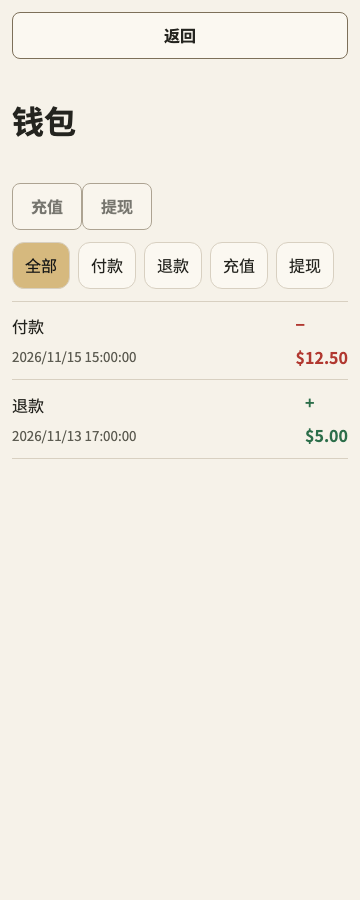 返回
钱包
充值 提现
全部 付款 退款 充值 提现
付款 −
2026/11/15 15:00:00 $12.50
退款 +
2026/11/13 17:00:00 $5.00